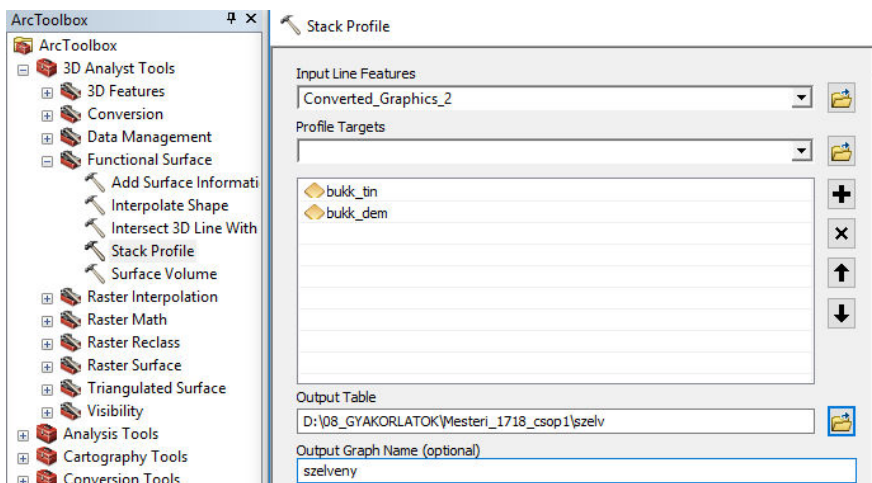 ArcToolbox
ArcToolbox
3D Analyst Tools
3D Features
Conversion
Data Management
Functional Surface
Add Surface Informati
Interpolate Shape
Intersect 3D Line With
Stack Profile
Surface Volume
Raster Interpolation
Raster Math
Raster Reclass
Raster Surface
Triangulated Surface
Visibility
Analysis Tools
Cartography Tools
Conversion Tools
Stack Profile
Input Line Features
Converted_Graphics_2
Profile Targets
bukk_tin
bukk_dem
Output Table
D:\08_GYAKORLATOK\Mesteri_1718_csop1\szelv
Output Graph Name (optional)
szelveny